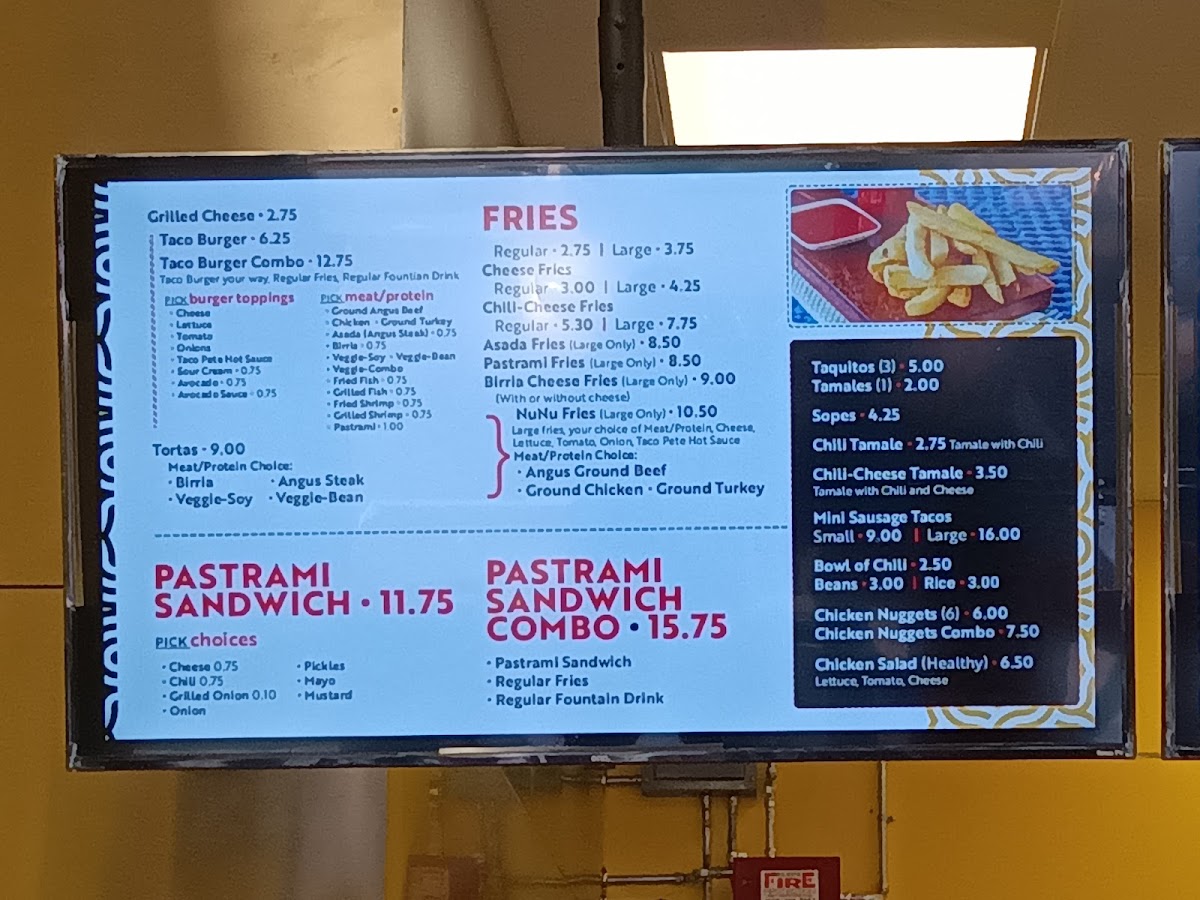 Grilled Cheese • 2.75
Taco Burger • 6.25
Taco Burger Combo • 12.75
Taco Burger your way, Regular Fries, Regular Fountian Drink
PICK burger toppings
• Cheese
• Lettuce
• Tomato
• Onions
• Taco Pete Hot Sauce
• Sour Cream • 0.75
• Avocado • 0.75
• Avocado Sauce • 0.75
PICK meat/protein
• Ground Angus Beef
• Chicken • Ground Turkey
• Asada (Angus Steak) • 0.75
• Birria • 0.75
• Veggie-Soy • Veggie-Bean
• Veggie-Combo
• Fried Fish • 0.75
• Grilled Fish • 0.75
• Fried Shrimp • 0.75
• Grilled Shrimp • 0.75
• Pastrami • 1.00
Tortas • 9.00
Meat/Protein Choice:
• Birria • Angus Steak
• Veggie-Soy • Veggie-Bean
FRIES
Regular • 2.75 | Large • 3.75
Cheese Fries
Regular • 3.00 | Large • 4.25
Chili-Cheese Fries
Regular • 5.30 | Large • 7.75
Asada Fries (Large Only) • 8.50
Pastrami Fries (Large Only) • 8.50
Birria Cheese Fries (Large Only) • 9.00
(With or without cheese)
NuNu Fries (Large Only) • 10.50
Large fries, your choice of Meat/Protein, Cheese,
Lettuce, Tomato, Onion, Taco Pete Hot Sauce
Meat/Protein Choice:
• Angus Ground Beef
• Ground Chicken • Ground Turkey
PASTRAMI
SANDWICH • 11.75
PICK choices
• Cheese 0.75
• Chili 0.75
• Grilled Onion 0.10
• Onion
• Pickles
• Mayo
• Mustard
PASTRAMI
SANDWICH
COMBO • 15.75
• Pastrami Sandwich
• Regular Fries
• Regular Fountain Drink
Taquitos (3) • 5.00
Tamales (1) • 2.00
Sopes • 4.25
Chili Tamale • 2.75 Tamale with Chili
Chili-Cheese Tamale • 3.50
Tamale with Chili and Cheese
Mini Sausage Tacos
Small • 9.00 | Large • 16.00
Bowl of Chili • 2.50
Beans • 3.00 | Rice • 3.00
Chicken Nuggets (6) • 6.00
Chicken Nuggets Combo • 7.50
Chicken Salad (Healthy) • 6.50
Lettuce, Tomato, Cheese
FIRE